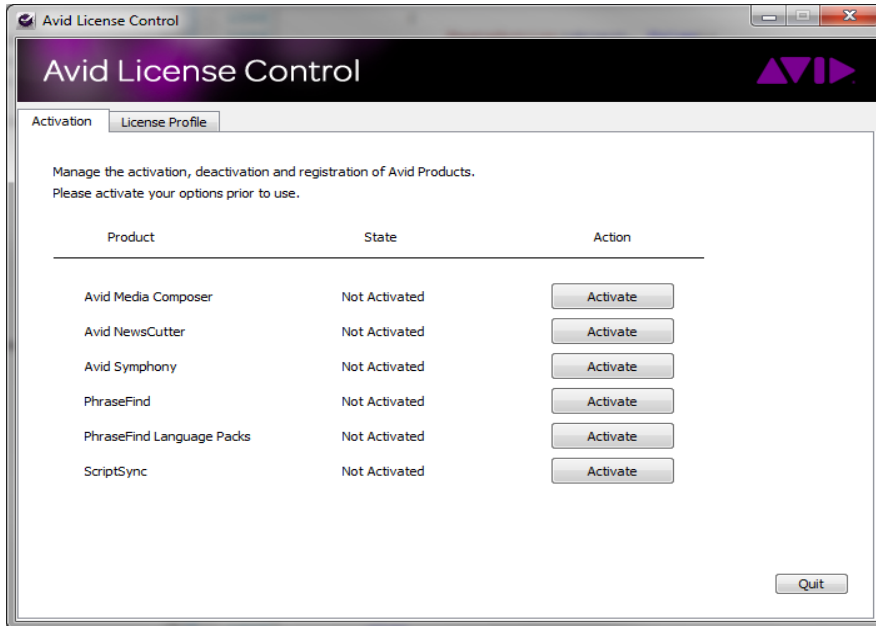 Avid License Control
Avid License Control
AVID
Activation License Profile
Manage the activation, deactivation and registration of Avid Products.
Please activate your options prior to use.
Product State Action
Avid Media Composer Not Activated Activate
Avid NewsCutter Not Activated Activate
Avid Symphony Not Activated Activate
PhraseFind Not Activated Activate
PhraseFind Language Packs Not Activated Activate
ScriptSync Not Activated Activate
Quit